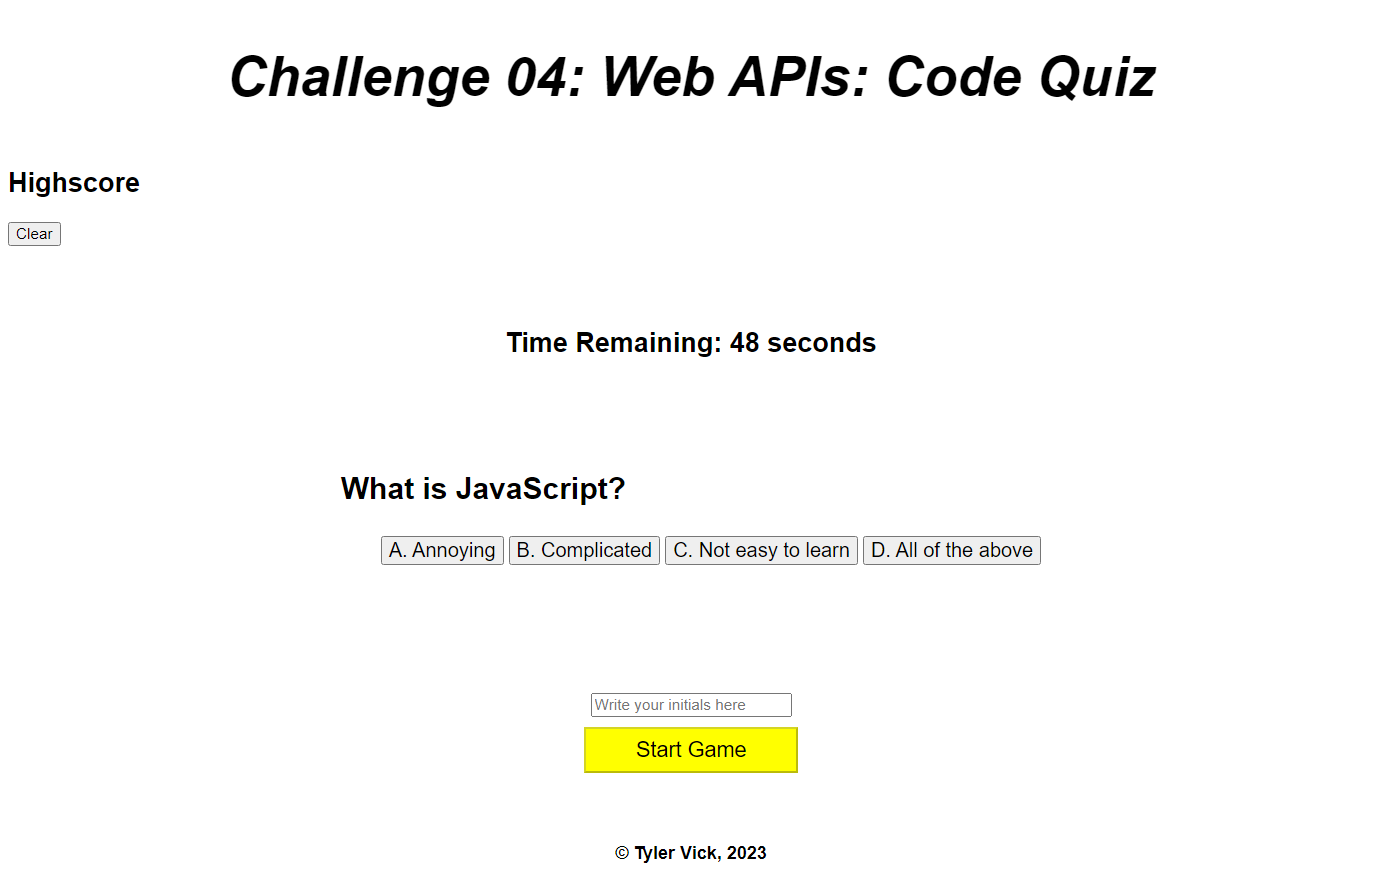 Challenge 04: Web APIs: Code Quiz
Highscore
Clear
Time Remaining: 48 seconds
What is JavaScript?
A. Annoying B. Complicated C. Not easy to learn D. All of the above
Write your initials here
Start Game
© Tyler Vick, 2023